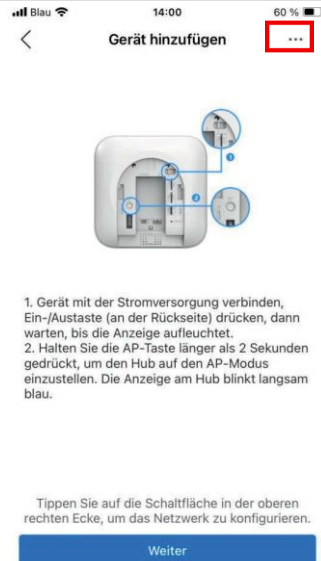 Blau 14:00 60 %
Gerät hinzufügen ...
1. Gerät mit der Stromversorgung verbinden,
Ein-/Austaste (an der Rückseite) drücken, dann
warten, bis die Anzeige aufleuchtet.
2. Halten Sie die AP-Taste länger als 2 Sekunden
gedrückt, um den Hub auf den AP-Modus
einzustellen. Die Anzeige am Hub blinkt langsam
blau.
Tippen Sie auf die Schaltfläche in der oberen
rechten Ecke, um das Netzwerk zu konfigurieren.
Weiter